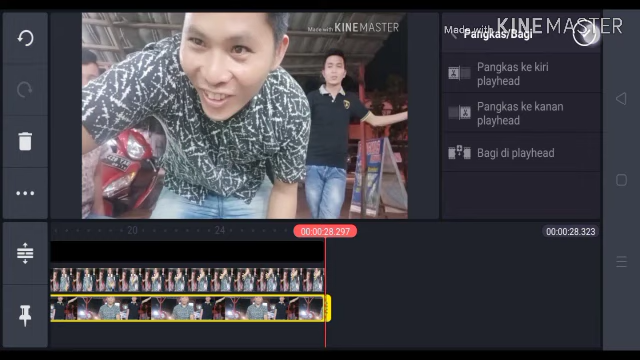 Made with KINEMASTER
Made with KINEMASTER
Pangkas/Bagi
Pangkas ke kiri
playhead
Pangkas ke kanan
playhead
Bagi di playhead
20
24
00:00:28.297
00:00:28.323